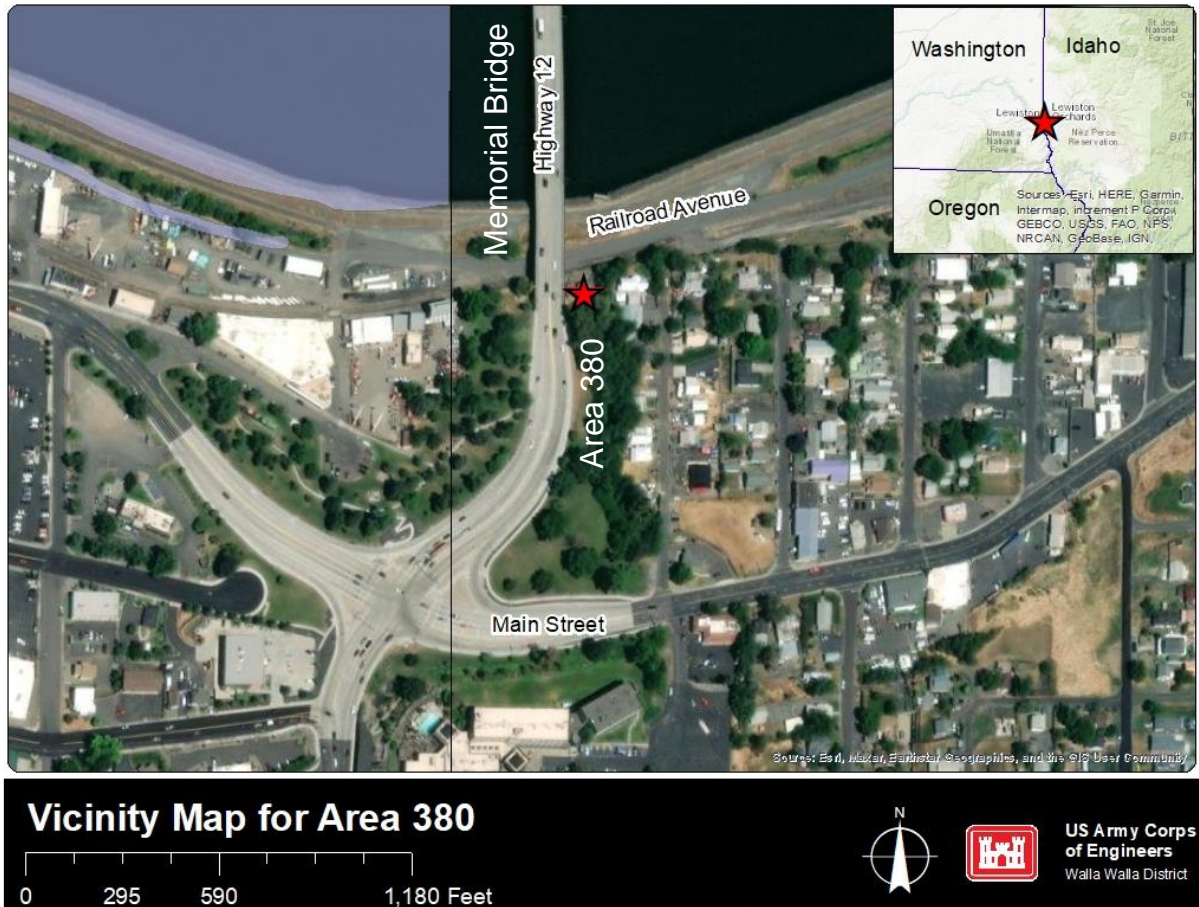 Memorial Bridge
Highway 12
Railroad Avenue
Area 380
Main Street
Washington
Idaho
St. Joe
National
Forest
Lewiston
Lewiston
Orchards
Umatilla
National
Forest
Nez Perce
Reservation
Oregon
Sources: Esri, HERE, Garmin,
Intermap, increment P Corp.,
GEBCO, USGS, FAO, NPS,
NRCAN, GeoBase, IGN,
Source: Esri, Maxar, Earthstar Geographics, and the GIS User Community
Vicinity Map for Area 380
0 295 590 1,180 Feet
N
US Army Corps
of Engineers
Walla Walla District